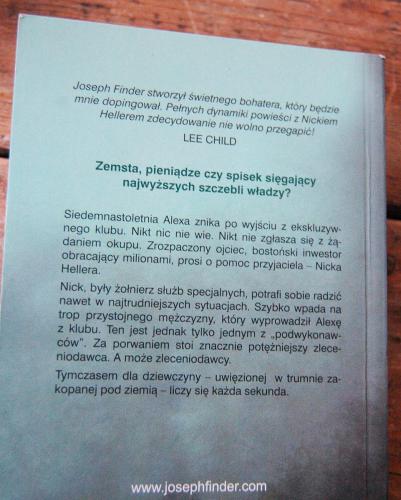 Joseph Finder stworzył świetnego bohatera, który będzie
mnie dopingował. Pełnych dynamiki powieści z Nickiem
Hellerem zdecydowanie nie wolno przegapić!
LEE CHILD
Zemsta, pieniądze czy spisek sięgający
najwyższych szczebli władzy?
Siedemnastoletnia Alexa znika po wyjściu z ekskluzyw-
nego klubu. Nikt nic nie wie. Nikt nie zgłasza się z żą-
daniem okupu. Zrozpaczony ojciec, bostoński inwestor
obracający milionami, prosi o pomoc przyjaciela – Nicka
Hellera.
Nick, były żołnierz służb specjalnych, potrafi sobie radzić
nawet w najtrudniejszych sytuacjach. Szybko wpada na
trop przystojnego mężczyzny, który wyprowadził Alexę
z klubu. Ten jest jednak tylko jednym z „podwykonaw-
ców”. Za porwaniem stoi znacznie potężniejszy zlece-
niodawca. A może zleceniodawcy.
Tymczasem dla dziewczyny – uwięzionej w trumnie za-
kopanej pod ziemią – liczy się każda sekunda.
www.josephfinder.com